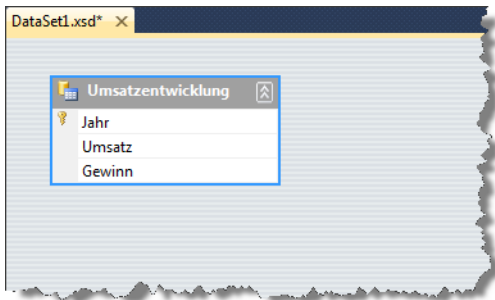 DataSet1.xsd*
Umsatzentwicklung
Jahr
Umsatz
Gewinn